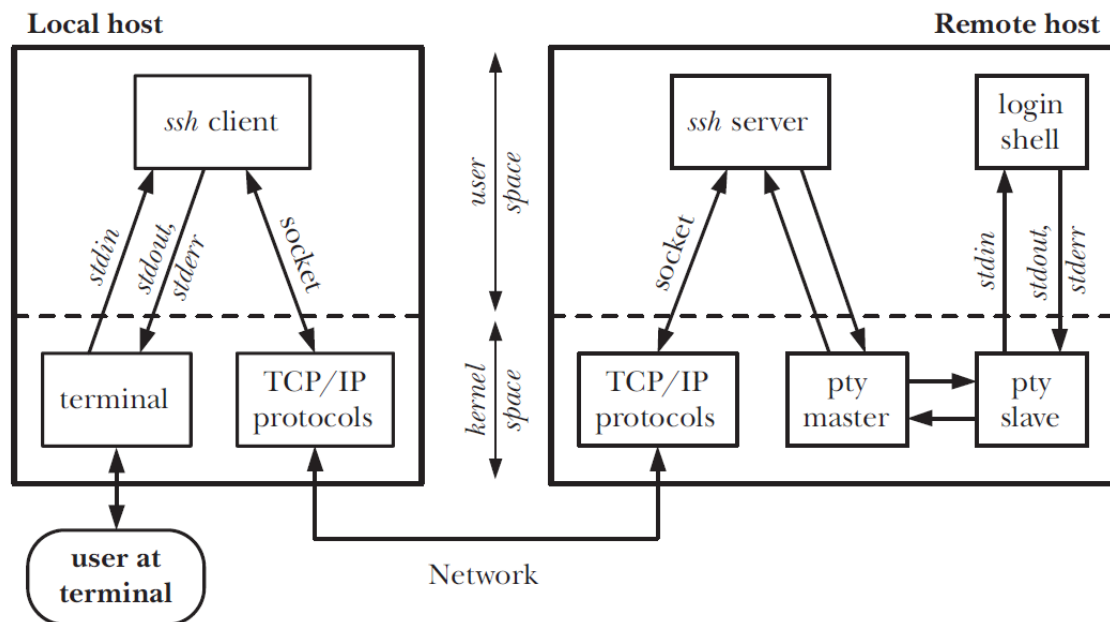 Local host
Remote host
ssh client
ssh server
login
shell
user
space
stdin
stdout,
stderr
socket
socket
stdin
stdout,
stderr
terminal
TCP/IP
protocols
kernel
space
TCP/IP
protocols
pty
master
pty
slave
user at
terminal
Network